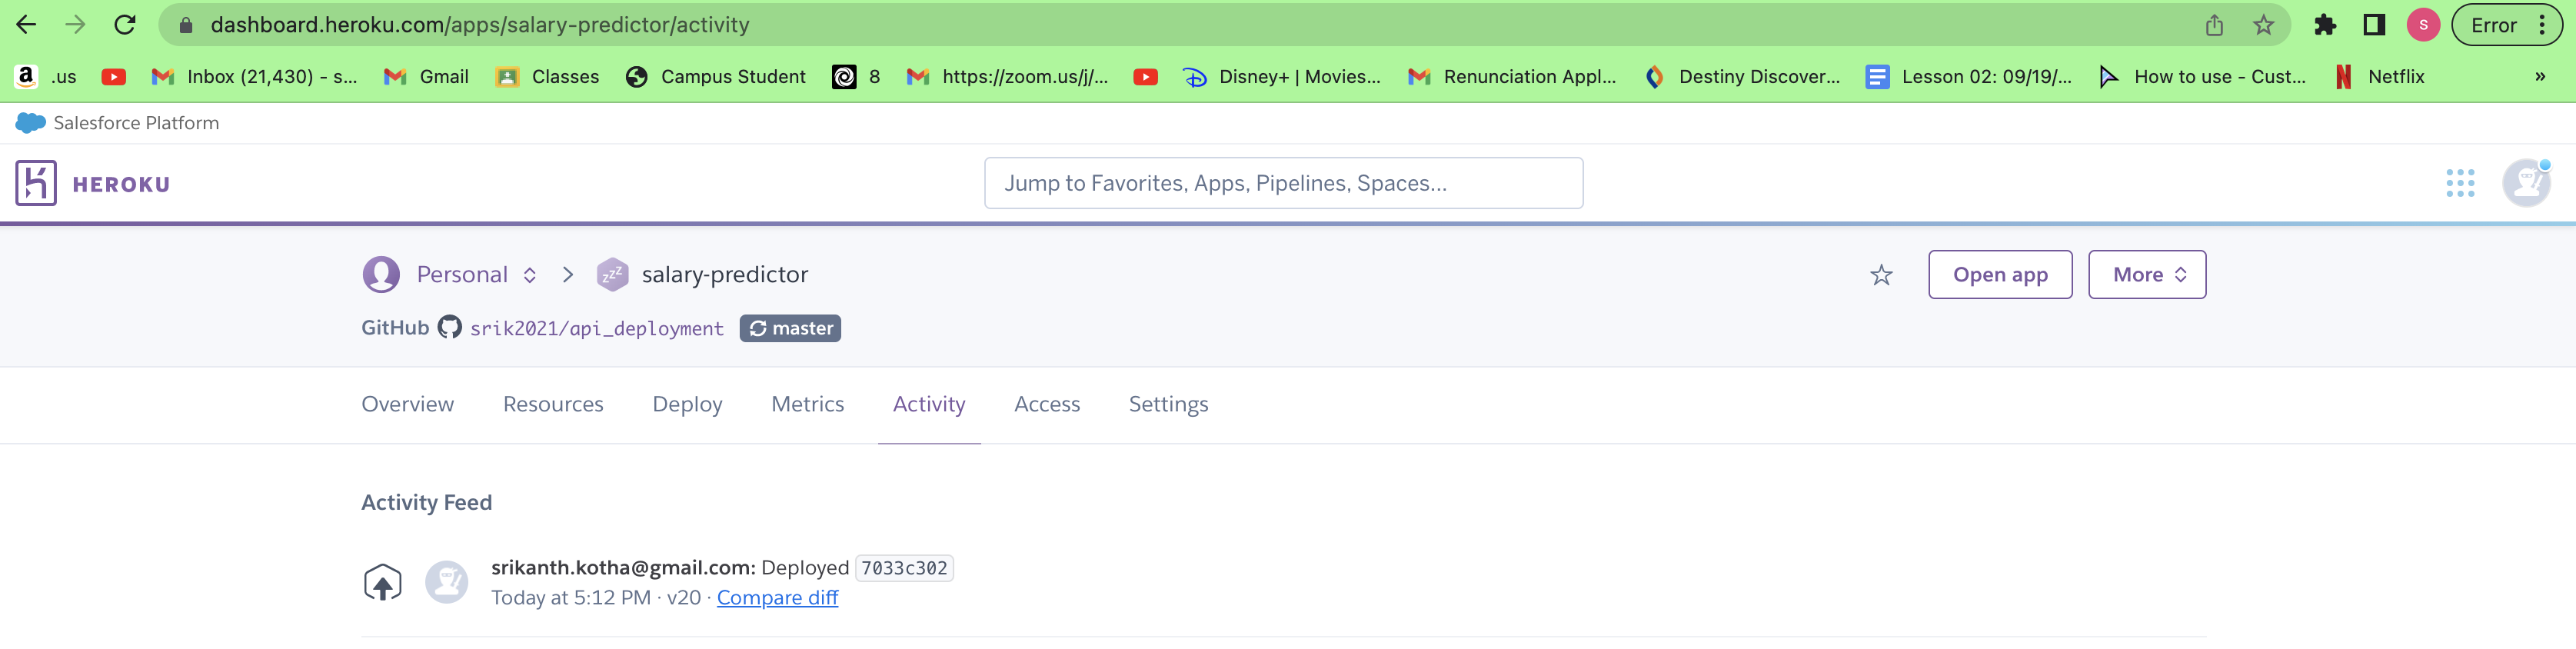 dashboard.heroku.com/apps/salary-predictor/activity S Error
a .us Inbox (21,430) - s... Gmail Classes Campus Student 8 https://zoom.us/j/... Disney+ | Movies... Renunciation Appl... Destiny Discover... Lesson 02: 09/19/... How to use - Cust... Netflix »
Salesforce Platform
HEROKU Jump to Favorites, Apps, Pipelines, Spaces...
Personal > zzZ salary-predictor Open app More
GitHub srik2021/api_deployment master
Overview Resources Deploy Metrics Activity Access Settings
Activity Feed
srikanth.kotha@gmail.com: Deployed 7033c302
Today at 5:12 PM · v20 · Compare diff